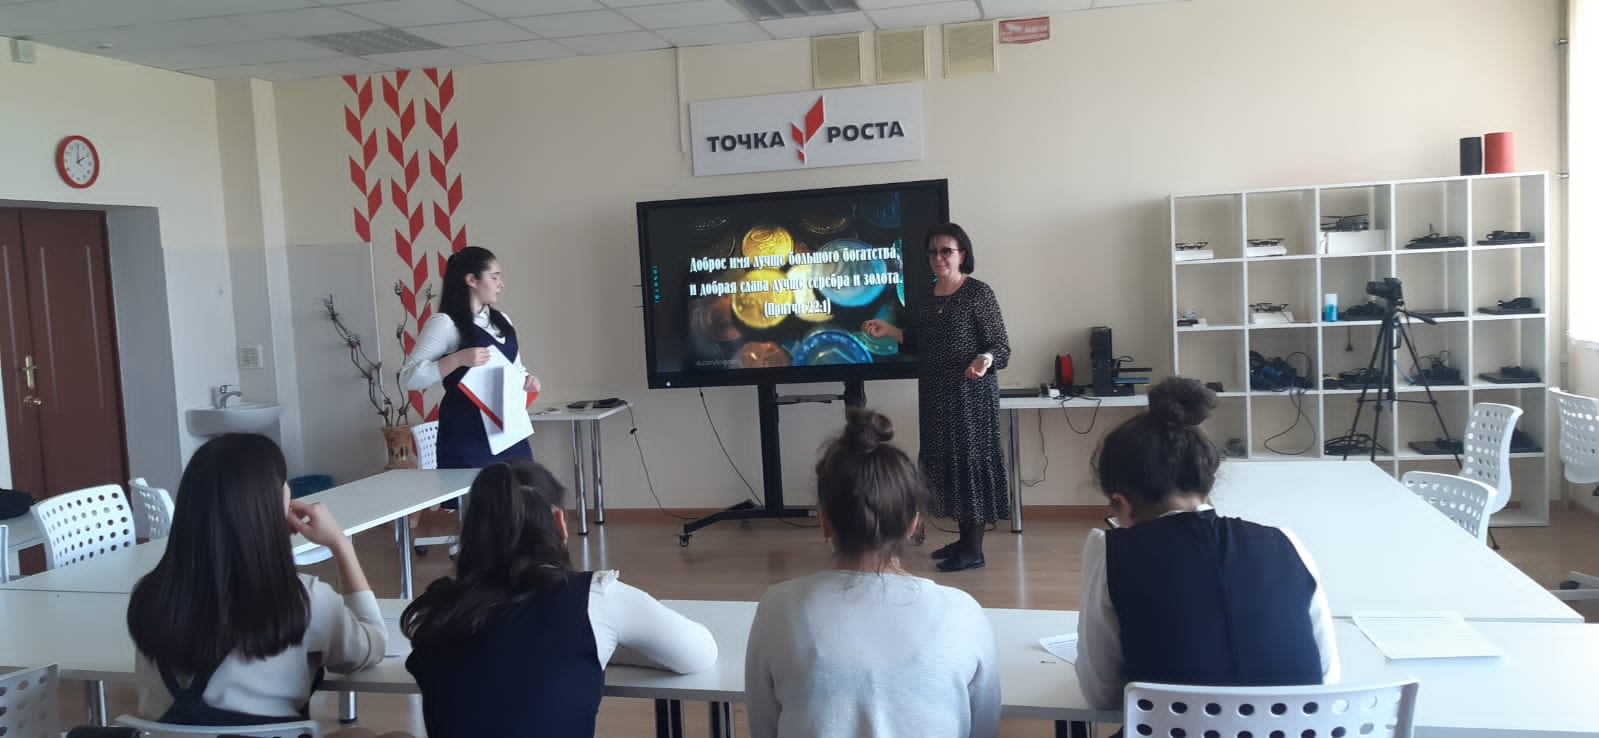 ТОЧКА РОСТА
Доброе имя лучше большого богатства,
и добрая слава лучше серебра и золота.
(Притчи 22:1)